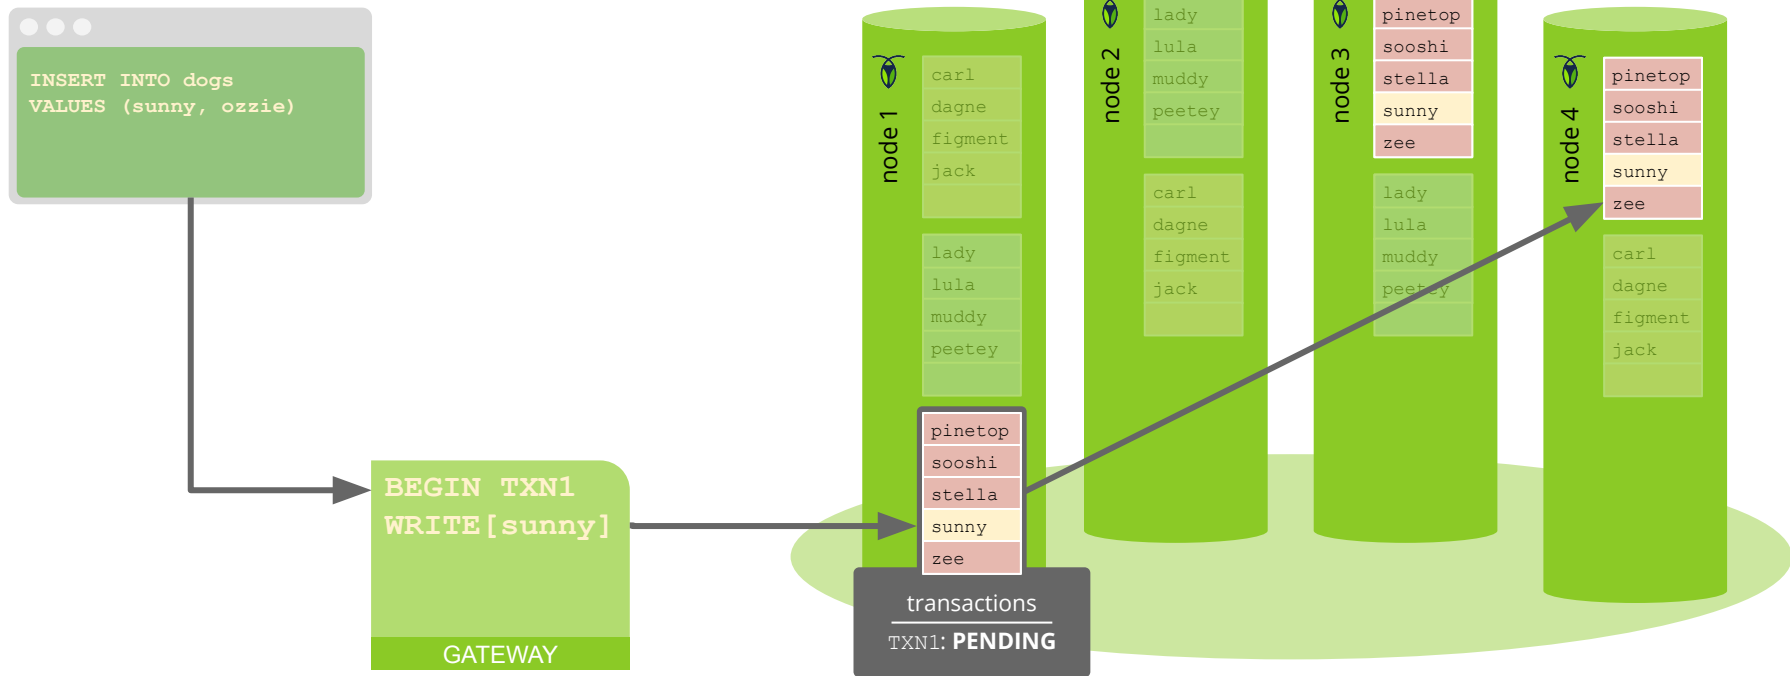 INSERT INTO dogs
VALUES (sunny, ozzie)
BEGIN TXN1
WRITE[sunny]
GATEWAY
node 1
carl
dagne
figment
jack
lady
lula
muddy
peetey
pinetop
sooshi
stella
sunny
zee
transactions
TXN1: PENDING
node 2
lady
lula
muddy
peetey
carl
dagne
figment
jack
node 3
pinetop
sooshi
stella
sunny
zee
lady
lula
muddy
peetey
node 4
pinetop
sooshi
stella
sunny
zee
carl
dagne
figment
jack